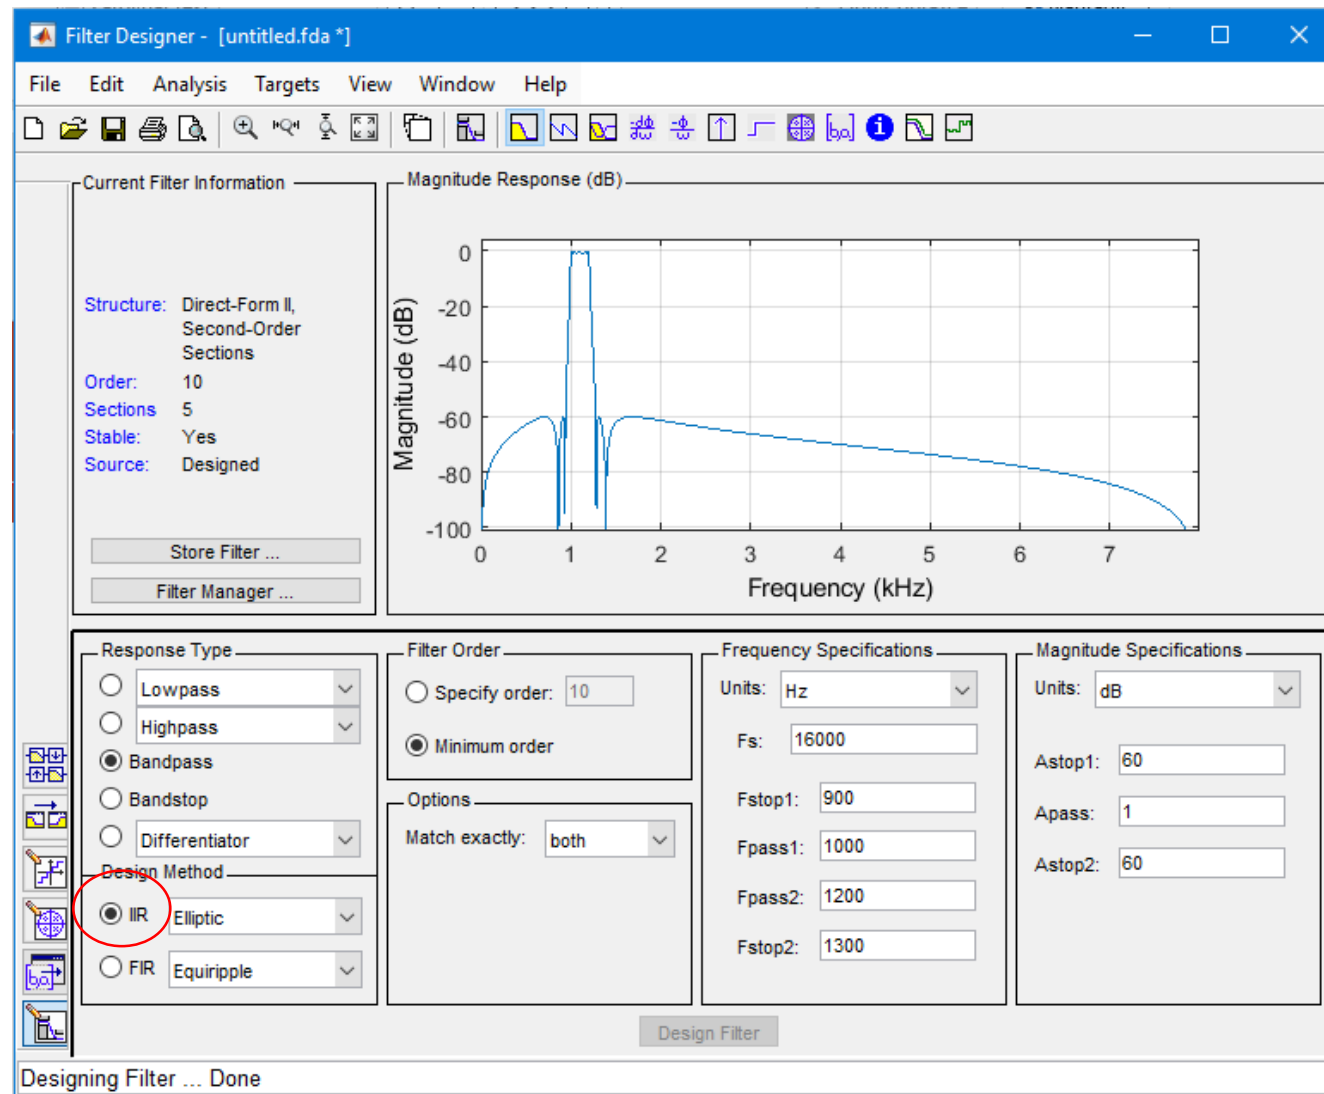 Filter Designer - [untitled.fda *]
File Edit Analysis Targets View Window Help
Current Filter Information
Structure: Direct-Form II,
Second-Order
Sections
Order: 10
Sections 5
Stable: Yes
Source: Designed
Store Filter ...
Filter Manager ...
Magnitude Response (dB)
Magnitude (dB)
0
-20
-40
-60
-80
-100
0 1 2 3 4 5 6 7
Frequency (kHz)
Response Type
Lowpass
Highpass
Bandpass
Bandstop
Differentiator
Design Method
IIR Elliptic
FIR Equiripple
Filter Order
Specify order: 10
Minimum order
Options
Match exactly: both
Frequency Specifications
Units: Hz
Fs: 16000
Fstop1: 900
Fpass1: 1000
Fpass2: 1200
Fstop2: 1300
Magnitude Specifications
Units: dB
Astop1: 60
Apass: 1
Astop2: 60
Design Filter
Designing Filter ... Done